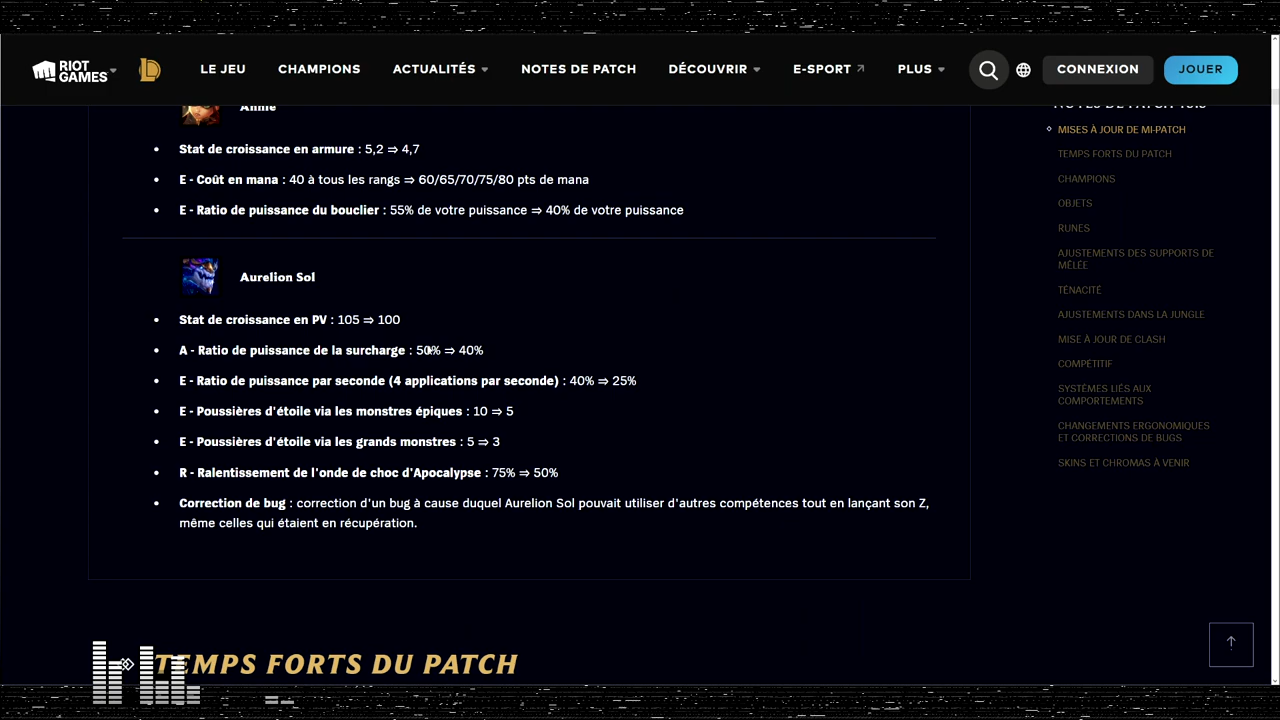 RIOT GAMES
LE JEU
CHAMPIONS
ACTUALITÉS
NOTES DE PATCH
DÉCOUVRIR
E-SPORT
PLUS
CONNEXION
JOUER
Annie
Stat de croissance en armure : 5,2 ⇒ 4,7
E - Coût en mana : 40 à tous les rangs ⇒ 60/65/70/75/80 pts de mana
E - Ratio de puissance du bouclier : 55% de votre puissance ⇒ 40% de votre puissance
Aurelion Sol
Stat de croissance en PV : 105 ⇒ 100
A - Ratio de puissance de la surcharge : 50% ⇒ 40%
E - Ratio de puissance par seconde (4 applications par seconde) : 40% ⇒ 25%
E - Poussières d'étoile via les monstres épiques : 10 ⇒ 5
E - Poussières d'étoile via les grands monstres : 5 ⇒ 3
R - Ralentissement de l'onde de choc d'Apocalypse : 75% ⇒ 50%
Correction de bug : correction d'un bug à cause duquel Aurelion Sol pouvait utiliser d'autres compétences tout en lançant son Z,
même celles qui étaient en récupération.
TEMPS FORTS DU PATCH
NOTES DE PATCH
MISES À JOUR DE MI-PATCH
TEMPS FORTS DU PATCH
CHAMPIONS
OBJETS
RUNES
AJUSTEMENTS DES SUPPORTS DE
MÊLÉE
TÉNACITÉ
AJUSTEMENTS DANS LA JUNGLE
MISE À JOUR DE CLASH
COMPÉTITIF
SYSTÈMES LIÉS AUX
COMPORTEMENTS
CHANGEMENTS ERGONOMIQUES
ET CORRECTIONS DE BUGS
SKINS ET CHROMAS À VENIR